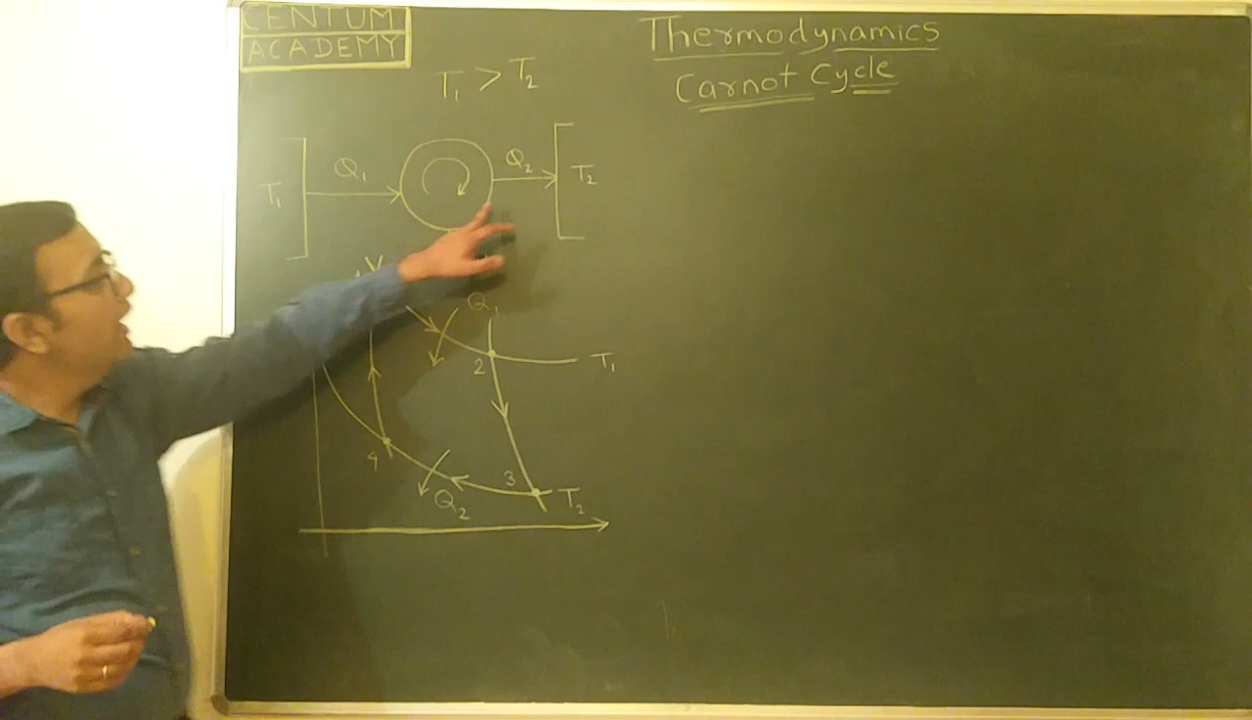 CENTUM
ACADEMY
Thermodynamics
Carnot Cycle
T₁ > T₂
T₁
Q₁
Q₂
T₂
Q₁
2
T₁
4
3
Q₂
T₂